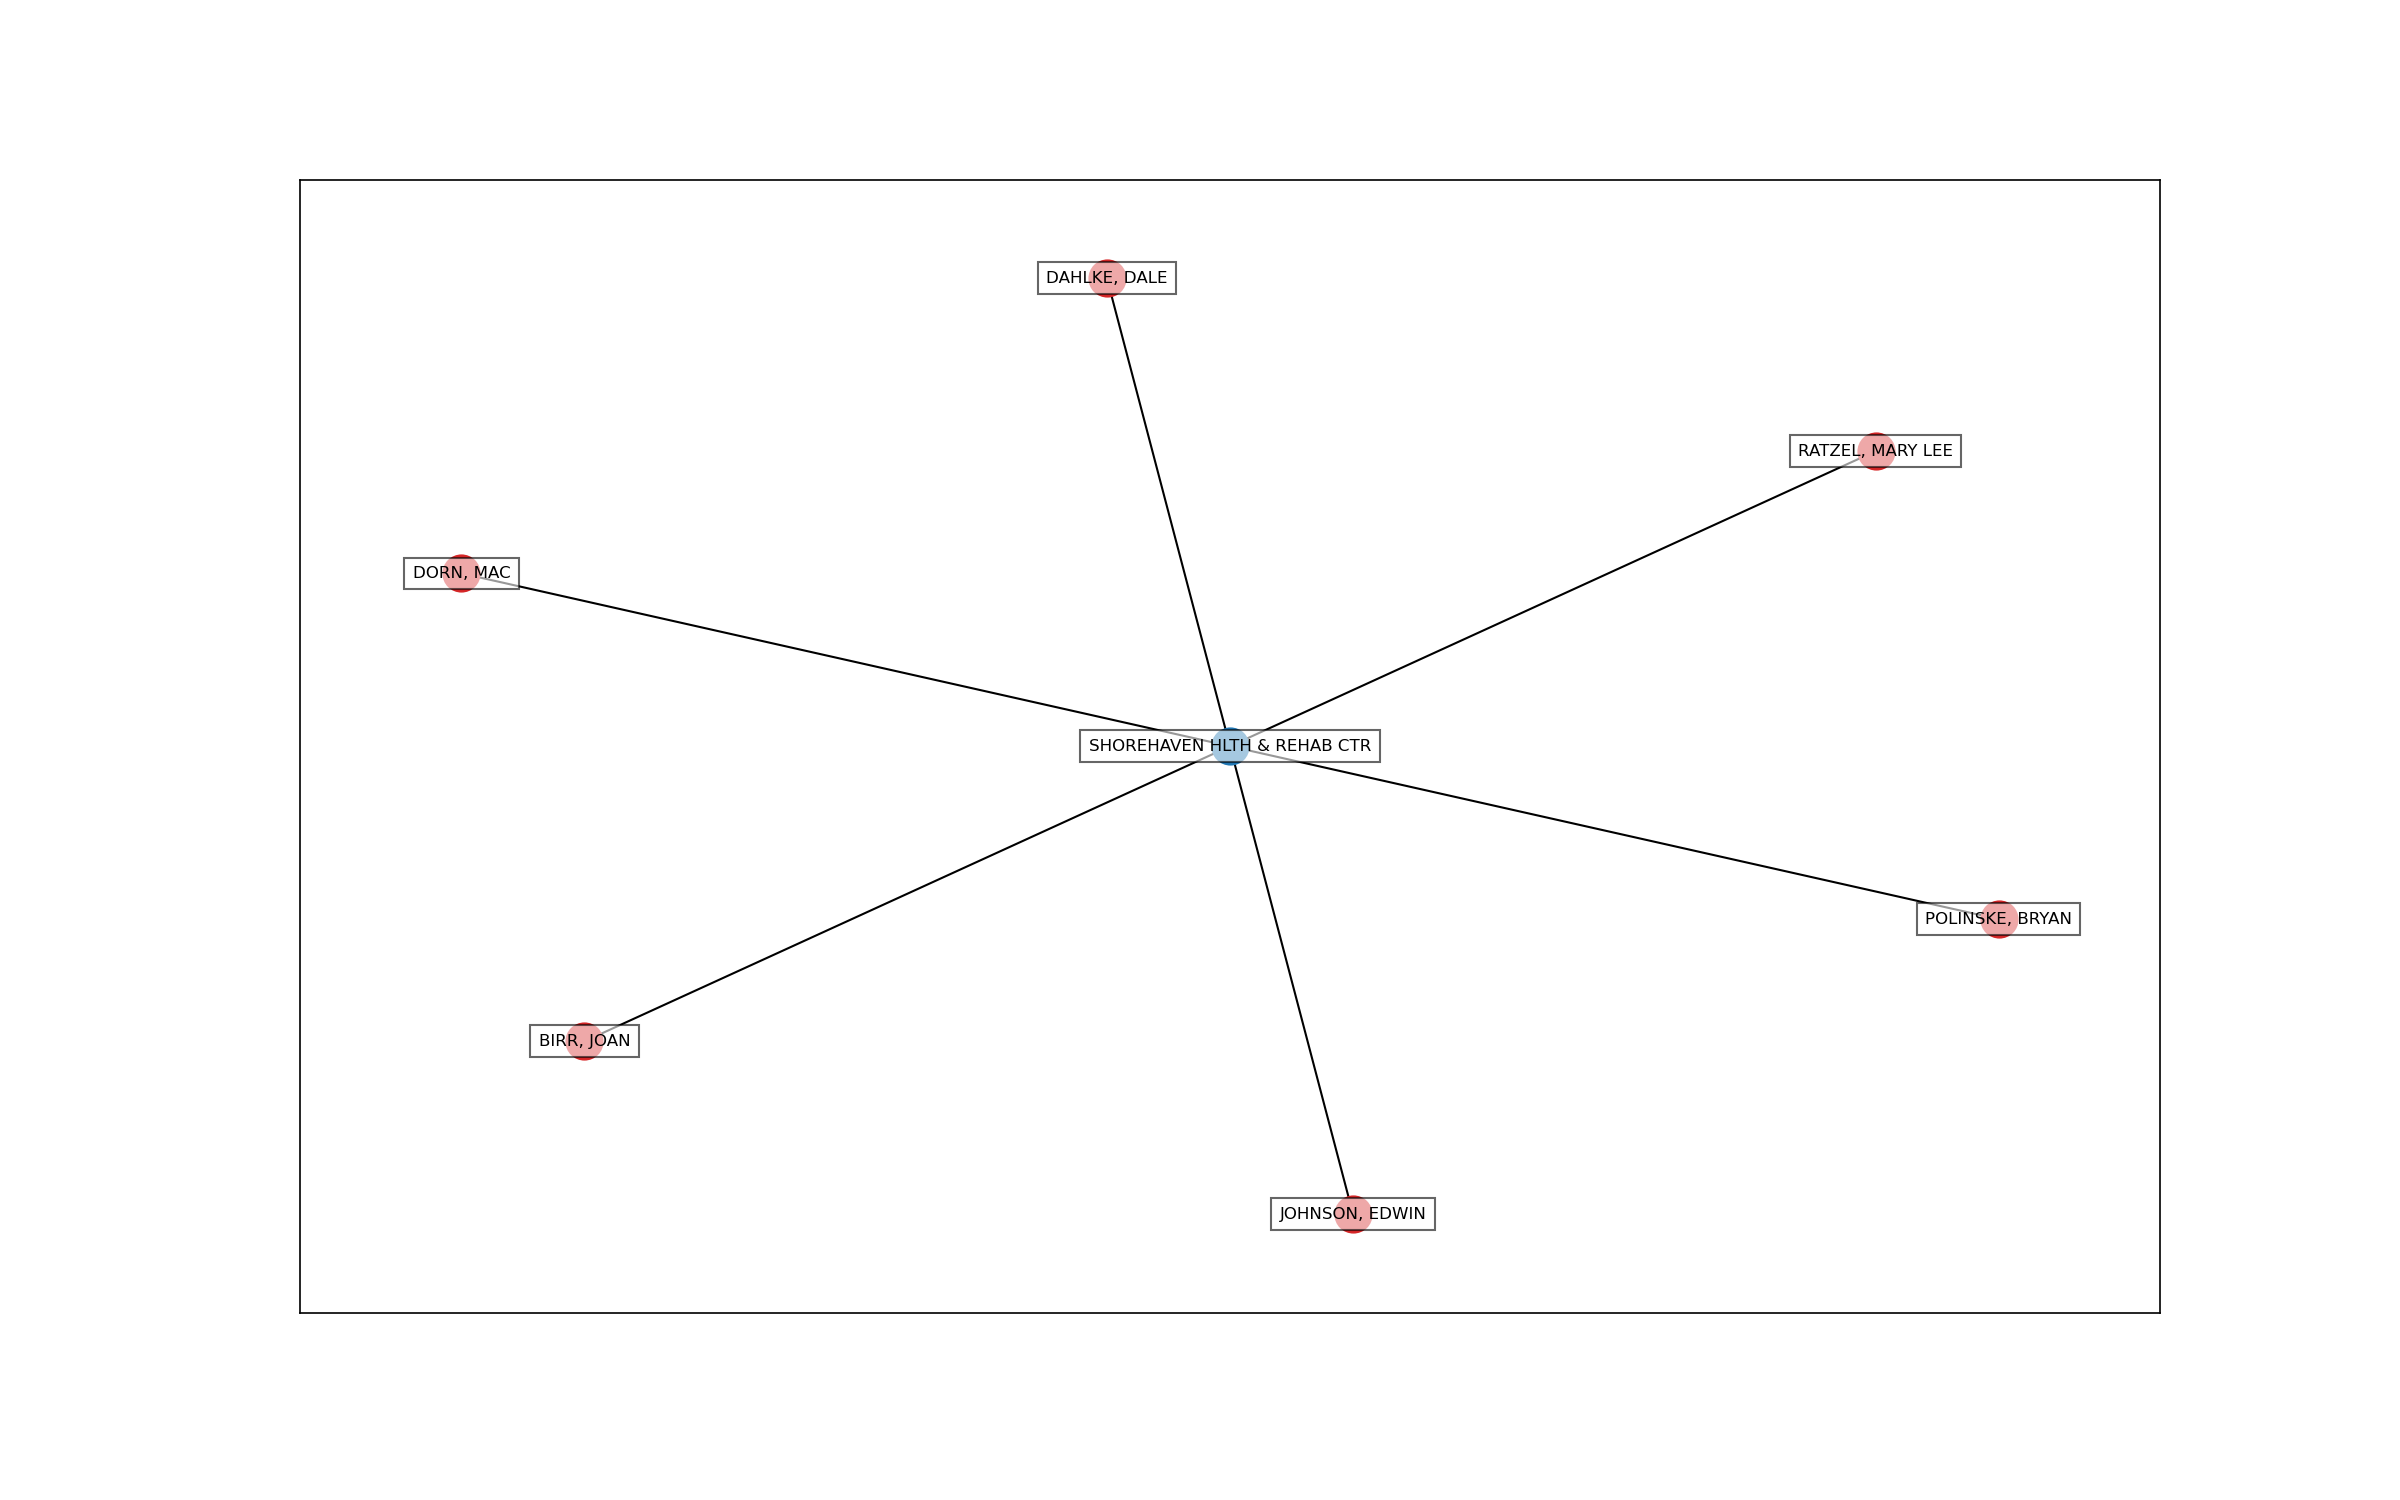 DAHLKE, DALE
RATZEL, MARY LEE
DORN, MAC
SHOREHAVEN HLTH & REHAB CTR
POLINSKE, BRYAN
BIRR, JOAN
JOHNSON, EDWIN